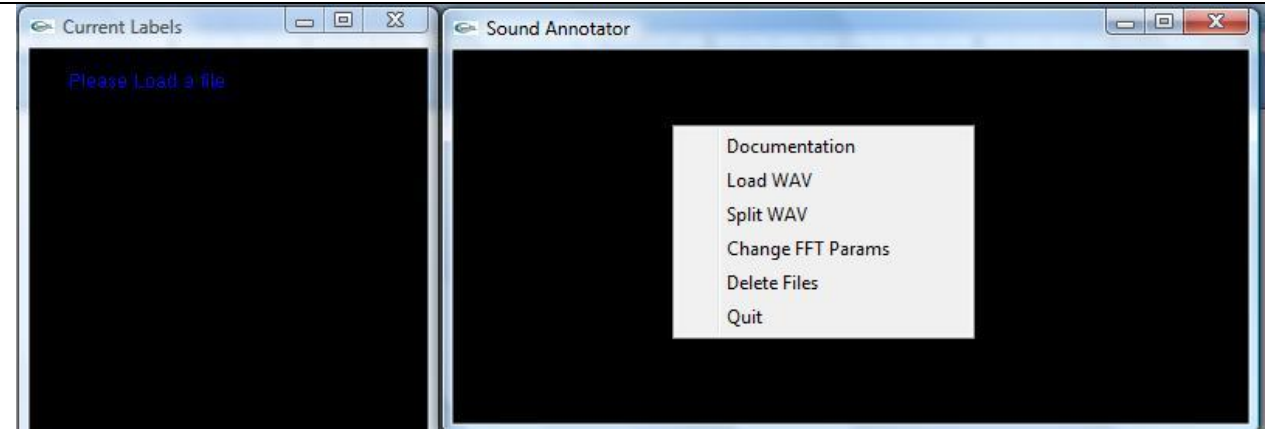 Current Labels
Please Load a file
Sound Annotator
Documentation
Load WAV
Split WAV
Change FFT Params
Delete Files
Quit